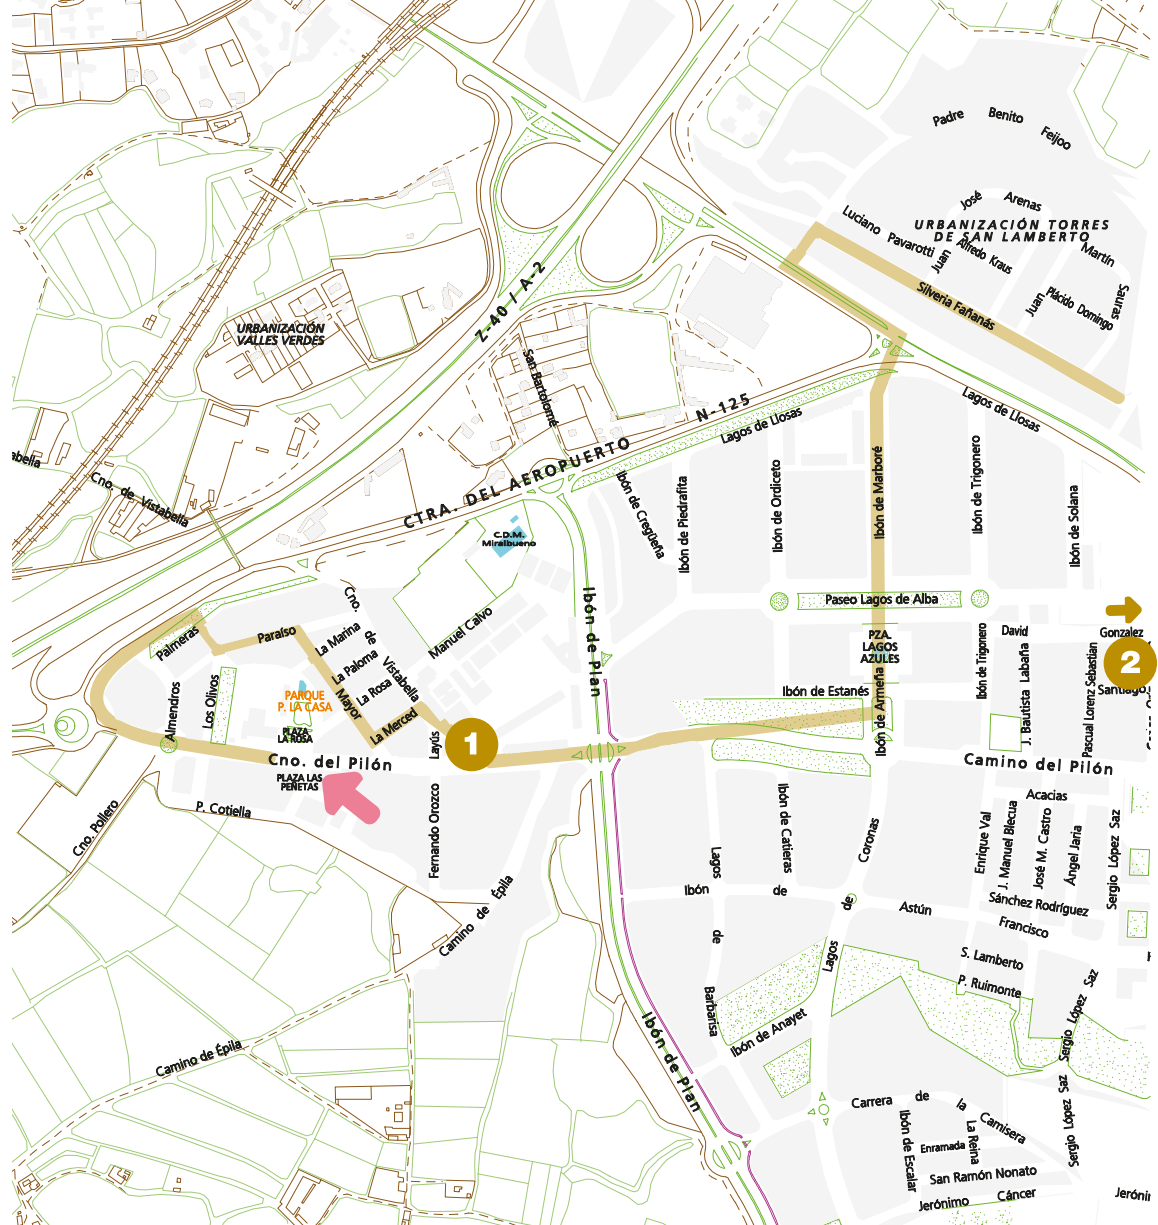 Padre Benito Feijoo
José Arenas
Luciano Pavarotti
URBANIZACIÓN TORRES
DE SAN LAMBERTO
Juan
Alfredo Kraus
Martín
Sauras
Juan
Plácido Domingo
Silveria Fañanás
Z-40 / A-2
URBANIZACIÓN
VALLES VERDES
San Bartolomé
N-125
Lagos de Llosas
Lagos de Llosas
CTRA. DEL AEROPUERTO
abella
Cno. de Vistabella
Ibón de Cregüeña
Ibón de Piedrafita
Ibón de Ordiceto
Ibón de Marboré
Ibón de Trigonero
Ibón de Solana
C.D.M.
Miralbueno
Cno. de Vistabella
Manuel Calvo
Ibón de Plan
Paseo Lagos de Alba
PZA.
LAGOS
AZULES
David
Gonzalez
2
Santiago
Palmeras
Paraíso
La Marina
La Paloma
La Rosa
La Merced
Mayor
Almendros
Los Olivos
PARQUE
P. LA CASA
PLAZA
LA ROSA
Layús
1
Ibón de Estanés
Ibón de Armeña
Ibón de Trigonero
J. Bautista Labaña
Pascual Lorenz Sebastian
Cno. del Pilón
PLAZA LAS
PEÑETAS
Camino del Pilón
P. Cotiella
Cno. Pollero
Fernando Orozco
Camino de Épila
Ibón de Catieras
Coronas
Acacias
Enrique Val
J. Manuel Blecua
José M. Castro
Ángel Jaria
Sergio López Saz
Lagos de Barbarisa
Ibón de Astún
Lagos de
Sánchez Rodríguez
Francisco
S. Lamberto
P. Ruimonte
Sergio López Saz
Ibón de Anayet
Ibón de Plan
Camino de Épila
Carrera de la Camisera
Ibón de Escalar
Enramada
La Reina
Sergio López Saz
San Ramón Nonato
Jerónimo Cáncer
Jerónir